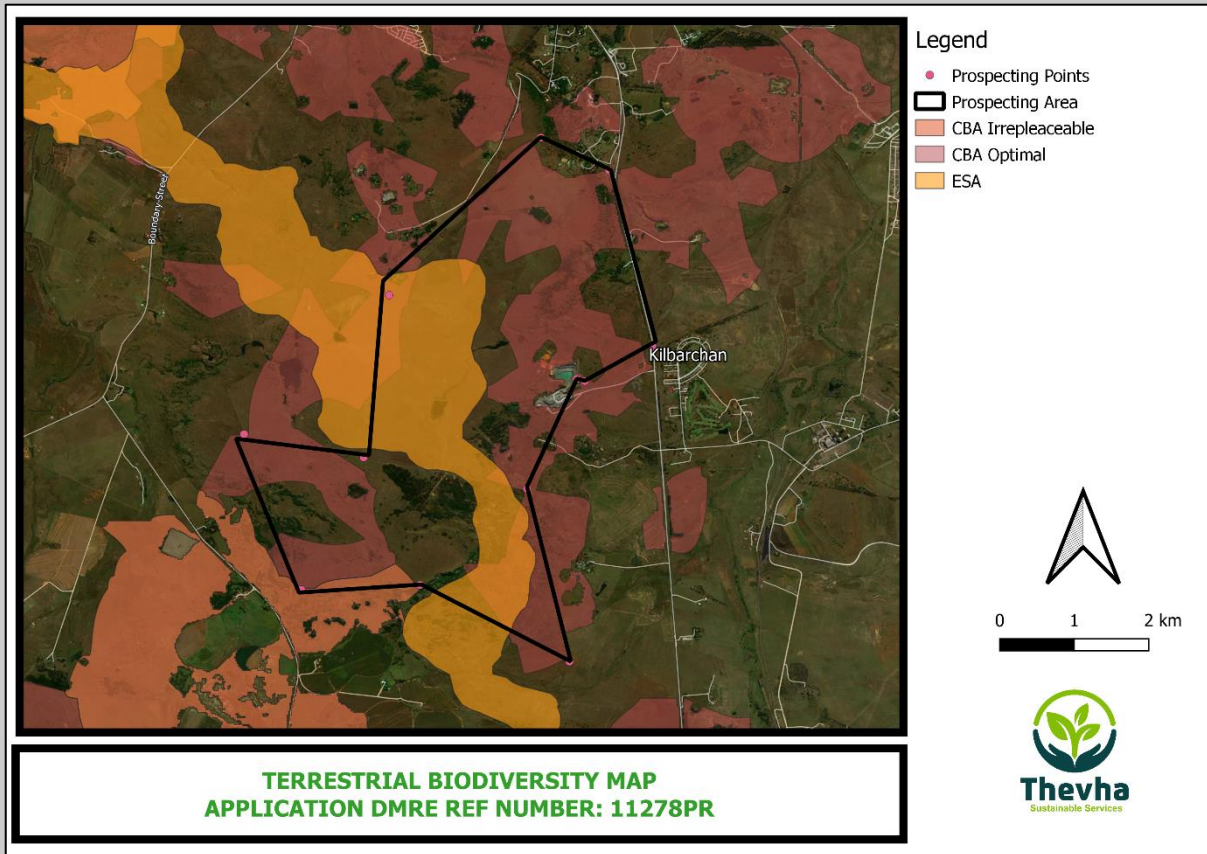 Legend
Prospecting Points
Prospecting Area
CBA Irrepleaceable
CBA Optimal
ESA
Boundary-Street
Kilbarchan
0 1 2 km
Thevha
Sustainable Services
TERRESTRIAL BIODIVERSITY MAP
APPLICATION DMRE REF NUMBER: 11278PR